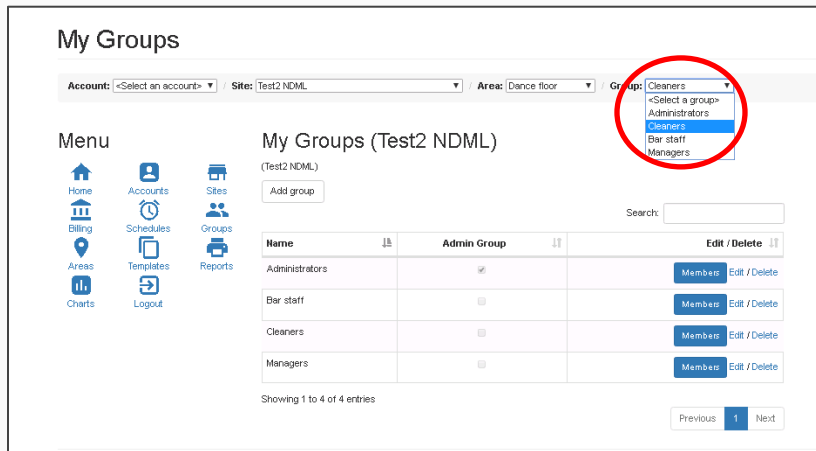 My Groups
Account: <Select an account> / Site: Test2 NDML / Area: Dance floor / Group: Cleaners
<Select a group>
Administrators
Cleaners
Bar staff
Managers
Menu
Home Accounts Sites
Billing Schedules Groups
Areas Templates Reports
Charts Logout
My Groups (Test2 NDML)
(Test2 NDML)
Add group
Search:
Name Admin Group Edit / Delete
Administrators Members Edit / Delete
Bar staff Members Edit / Delete
Cleaners Members Edit / Delete
Managers Members Edit / Delete
Showing 1 to 4 of 4 entries
Previous 1 Next